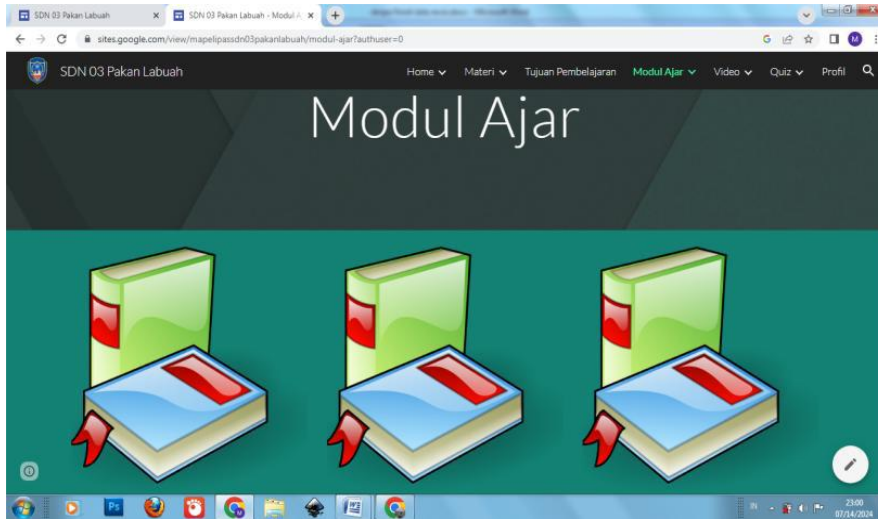 SDN 03 Pakan Labuah
SDN 03 Pakan Labuah - Modul A
sites.google.com/view/mapelipassdn03pakanlabuah/modul-ajar?authuser=0
SDN 03 Pakan Labuah
Home Materi Tujuan Pembelajaran Modul Ajar Video Quiz Profil
Modul Ajar
Ps
IN
23:00
07/14/2024